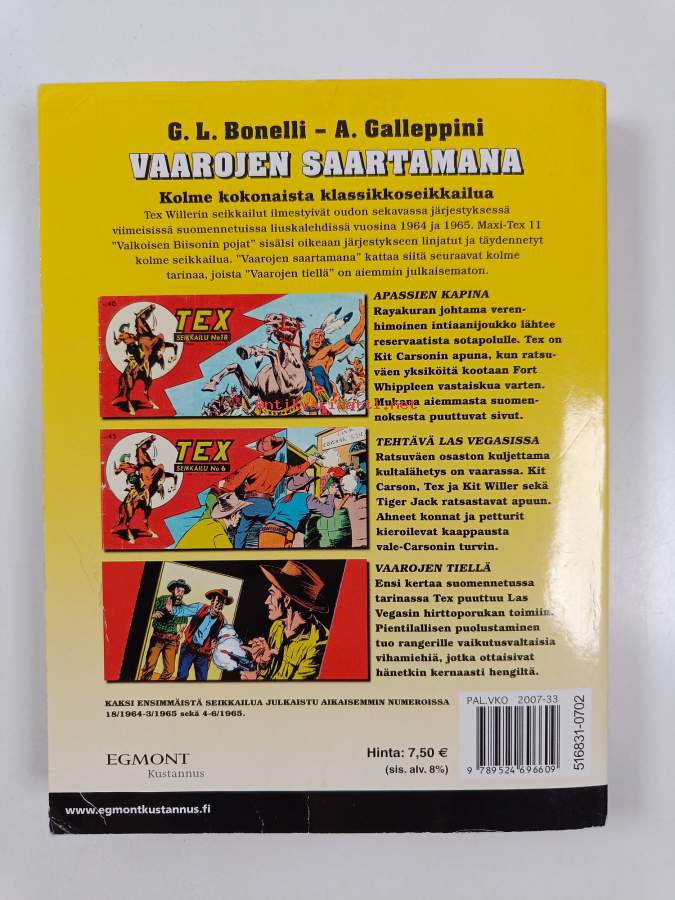 G. L. Bonelli – A. Galleppini
VAAROJEN SAARTAMANA
Kolme kokonaista klassikkoseikkailua
Tex Willerin seikkailut ilmestyivät oudon sekavassa järjestyksessä
viimeisissä suomennetuissa liuskalehdissä vuosina 1964 ja 1965. Maxi-Tex 11
"Valkoisen Biisonin pojat" sisälsi oikeaan järjestykseen linjatut ja täydennetyt
kolme seikkailua. "Vaarojen saartamana" kattaa siitä seuraavat kolme
tarinaa, joista "Vaarojen tiellä" on aiemmin julkaisematon.
TEX
SEIKKAILU No 18
APASSIEN KAPINA
Rayakuran johtama veren-
himoinen intiaanijoukko lähtee
reservaatista sotapolulle. Tex on
Kit Carsonin apuna, kun ratsu-
väen yksiköitä kootaan Fort
Whippleen vastaiskua varten.
Mukana aiemmasta suomen-
noksesta puuttuvat sivut.
antikvariaatti.net
-.45
TEX
SEIKKAILU No 6
TEHTÄVÄ LAS VEGASISSA
Ratsuväen osaston kuljettama
kultalähetys on vaarassa. Kit
Carson, Tex ja Kit Willer sekä
Tiger Jack ratsastavat apuun.
Ahneet konnat ja petturit
kieroilevat kaappausta
vale-Carsonin turvin.
VAAROJEN TIELLÄ
Ensi kertaa suomennetussa
tarinassa Tex puuttuu Las
Vegasin hirttoporukan toimiin.
Pientilallisen puolustaminen
tuo rangerille vaikutusvaltaisia
vihamiehiä, jotka ottaisivat
hänetkin kernaasti hengiltä.
KAKSI ENSIMMÄISTÄ SEIKKAILUA JULKAISTU AIKAISEMMIN NUMEROISSA
18/1964-3/1965 sekä 4-6/1965.
EGMONT
Kustannus
Hinta: 7,50 €
(sis. alv. 8%)
PAL.VKO 2007-33
9 789524 696609
516831-0702
www.egmontkustannus.fi